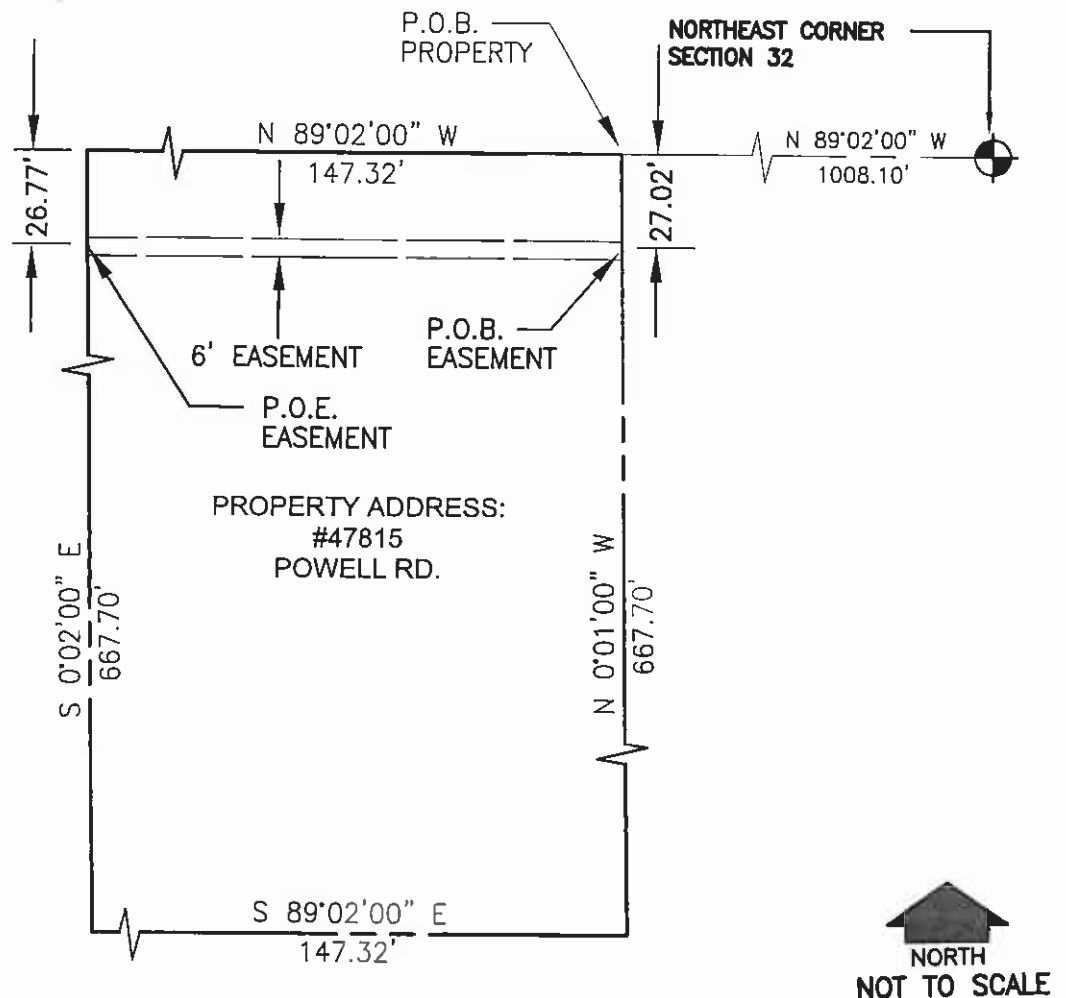 P.O.B.
PROPERTY
NORTHEAST CORNER
SECTION 32
N 89°02'00" W
147.32'
N 89°02'00" W
1008.10'
26.77'
27.02'
6' EASEMENT
P.O.B.
EASEMENT
P.O.E.
EASEMENT
PROPERTY ADDRESS:
#47815
POWELL RD.
S 0°02'00" E
667.70'
N 0°01'00" W
667.70'
S 89°02'00" E
147.32'
NORTH
NOT TO SCALE